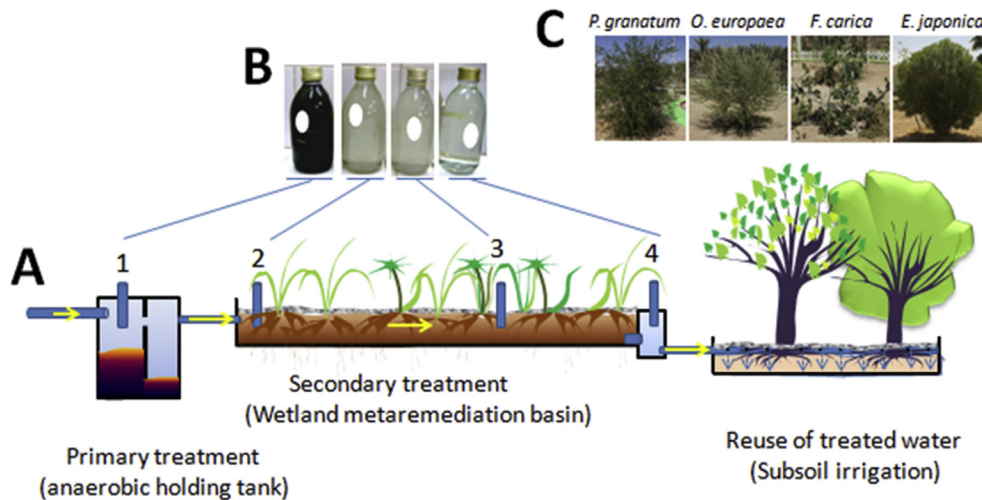 C
P. granatum O. europaea F. carica E. japonica
B
A
1 2 3 4
Secondary treatment
(Wetland metaremediation basin)
Primary treatment
(anaerobic holding tank)
Reuse of treated water
(Subsoil irrigation)